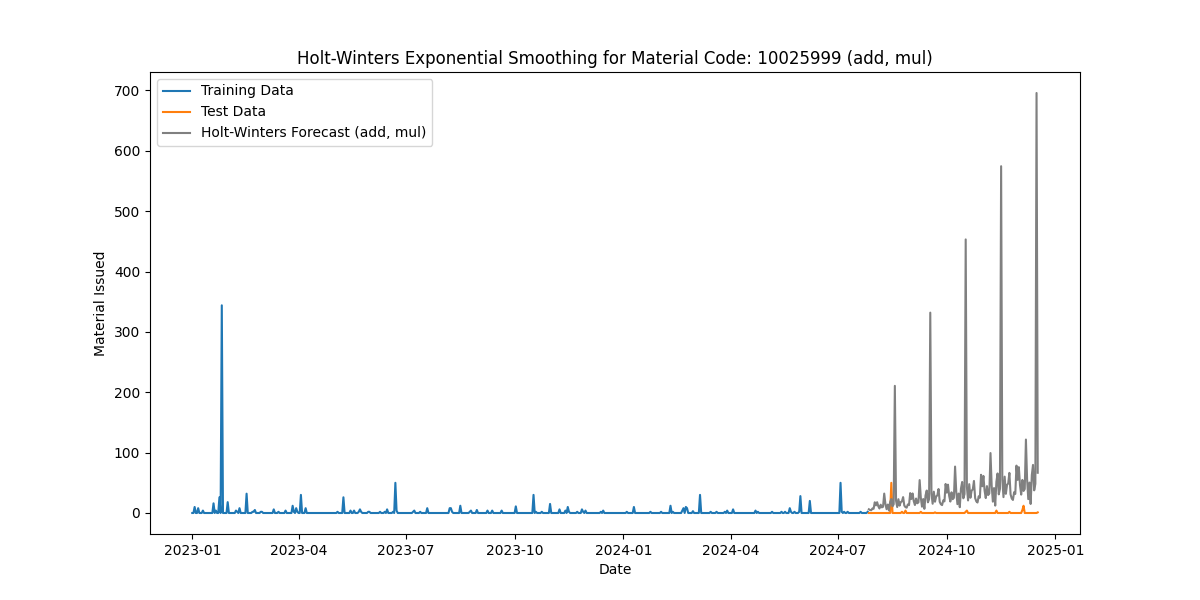 Holt-Winters Exponential Smoothing for Material Code: 10025999 (add, mul)
Training Data
Test Data
Holt-Winters Forecast (add, mul)
Material Issued
700
600
500
400
300
200
100
0
2023-01 2023-04 2023-07 2023-10 2024-01 2024-04 2024-07 2024-10 2025-01
Date